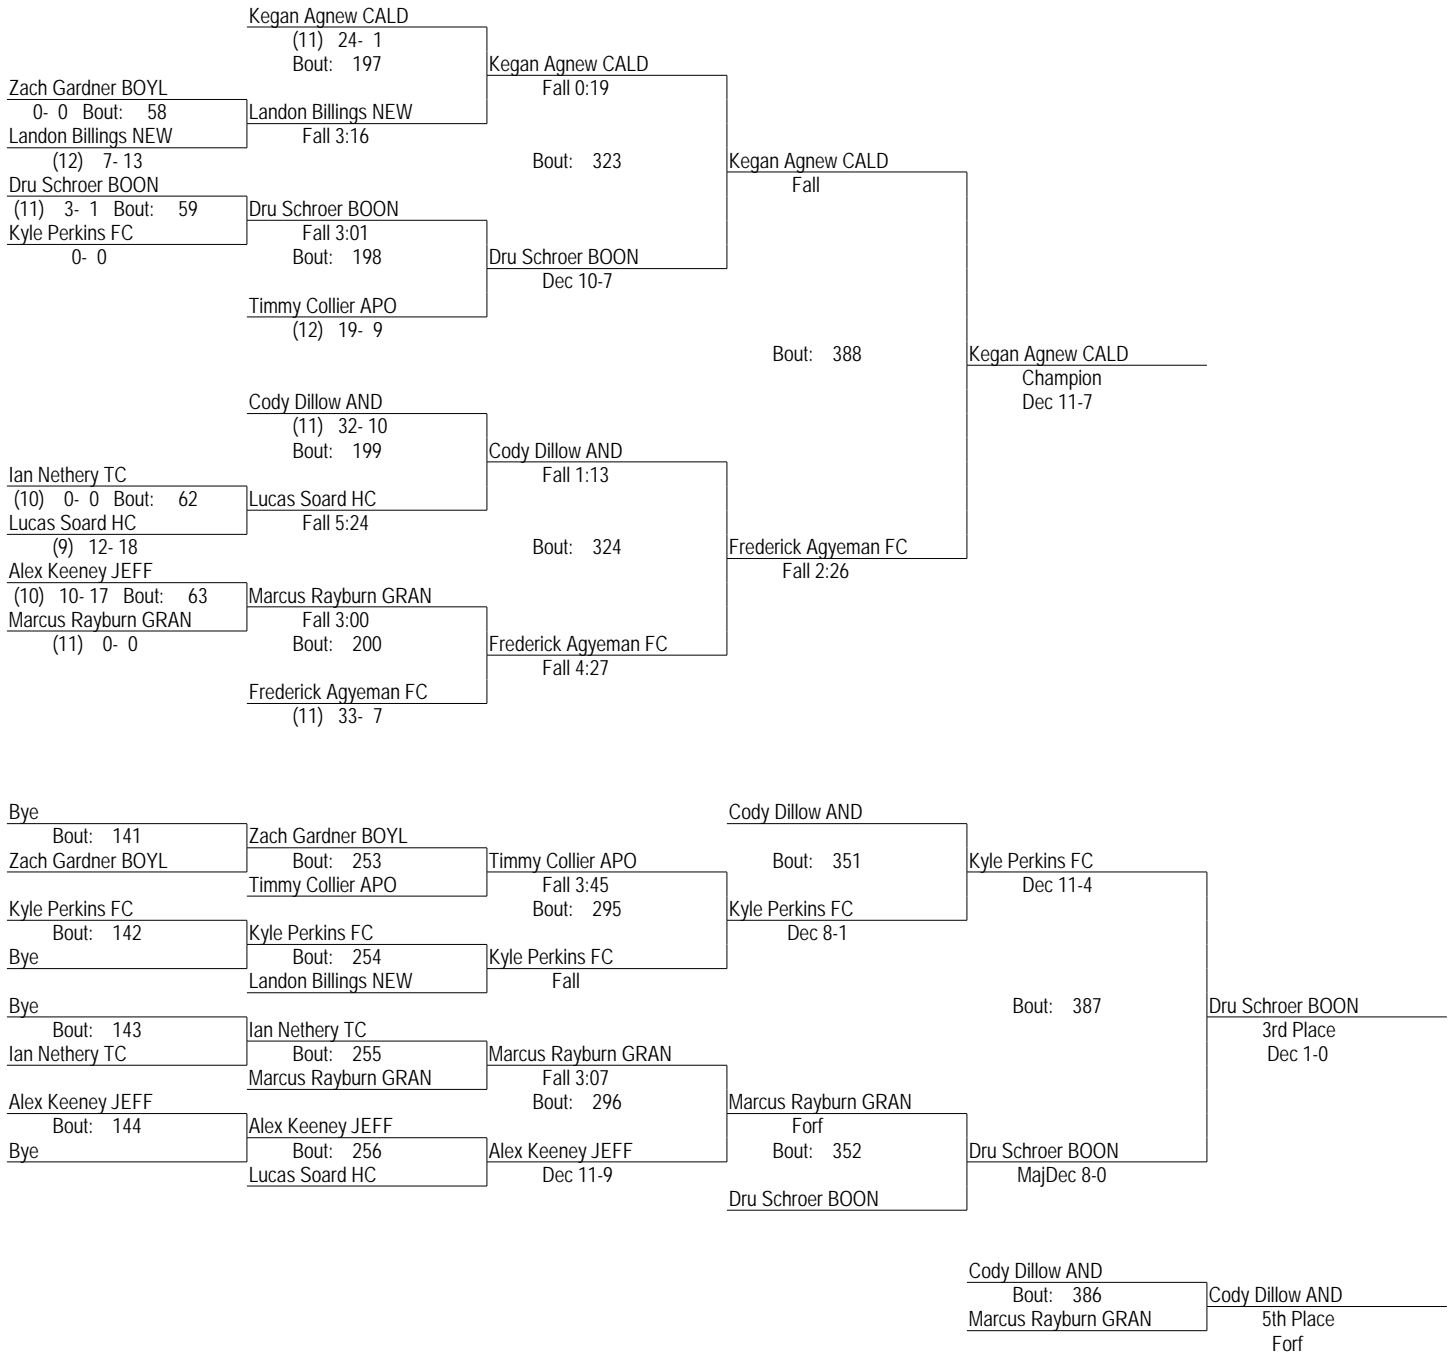 Kegan Agnew CALD
(11) 24- 1
Bout: 197
Kegan Agnew CALD
Fall 0:19
Zach Gardner BOYL
0- 0 Bout: 58
Landon Billings NEW
Landon Billings NEW
Fall 3:16
(12) 7- 13
Bout: 323
Kegan Agnew CALD
Fall
Dru Schroer BOON
(11) 3- 1 Bout: 59
Dru Schroer BOON
Kyle Perkins FC
Fall 3:01
0- 0
Bout: 198
Dru Schroer BOON
Dec 10-7
Timmy Collier APO
(12) 19- 9
Bout: 388
Kegan Agnew CALD
Champion
Dec 11-7
Cody Dillow AND
(11) 32- 10
Bout: 199
Cody Dillow AND
Fall 1:13
Ian Nethery TC
(10) 0- 0 Bout: 62
Lucas Soard HC
Lucas Soard HC
Fall 5:24
(9) 12- 18
Bout: 324
Frederick Agyeman FC
Fall 2:26
Alex Keeney JEFF
(10) 10- 17 Bout: 63
Marcus Rayburn GRAN
Marcus Rayburn GRAN
Fall 3:00
(11) 0- 0
Bout: 200
Frederick Agyeman FC
Fall 4:27
Frederick Agyeman FC
(11) 33- 7
Bye
Bout: 141
Zach Gardner BOYL
Zach Gardner BOYL
Bout: 253
Timmy Collier APO
Timmy Collier APO
Fall 3:45
Bout: 295
Cody Dillow AND
Bout: 351
Kyle Perkins FC
Dec 11-4
Kyle Perkins FC
Bout: 142
Bye
Kyle Perkins FC
Bout: 254
Landon Billings NEW
Kyle Perkins FC
Fall
Kyle Perkins FC
Dec 8-1
Bye
Bout: 143
Ian Nethery TC
Ian Nethery TC
Bout: 255
Marcus Rayburn GRAN
Marcus Rayburn GRAN
Fall 3:07
Bout: 296
Bout: 387
Dru Schroer BOON
3rd Place
Dec 1-0
Alex Keeney JEFF
Bout: 144
Bye
Alex Keeney JEFF
Bout: 256
Lucas Soard HC
Alex Keeney JEFF
Dec 11-9
Marcus Rayburn GRAN
Forf
Bout: 352
Dru Schroer BOON
Dru Schroer BOON
MajDec 8-0
Cody Dillow AND
Bout: 386
Marcus Rayburn GRAN
Cody Dillow AND
5th Place
Forf